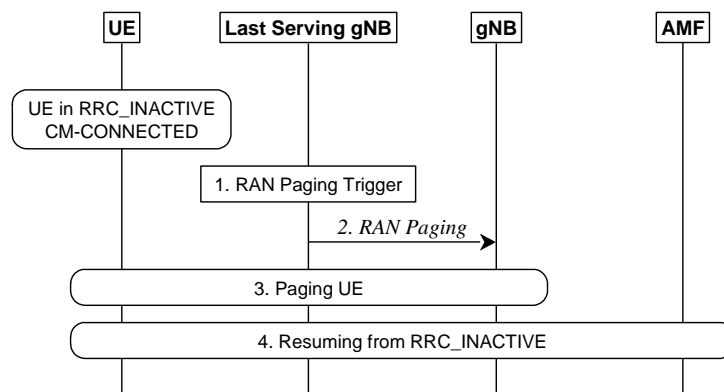 UE
Last Serving gNB
gNB
AMF
UE in RRC_INACTIVE
CM-CONNECTED
1. RAN Paging Trigger
2. RAN Paging
3. Paging UE
4. Resuming from RRC_INACTIVE